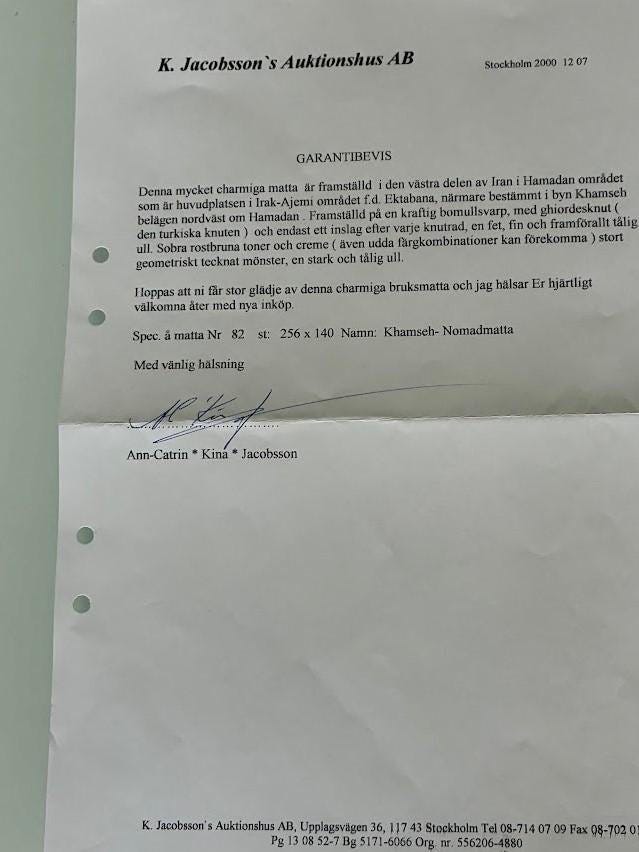 K. Jacobsson`s Auktionshus AB
Stockholm 2000 12 07
GARANTIBEVIS
Denna mycket charmiga matta är framställd i den västra delen av Iran i Hamadan området
som är huvudplatsen i Irak-Ajemi området f.d. Ektabana, närmare bestämt i byn Khamseh
belägen nordväst om Hamadan . Framställd på en kraftig bomullsvarp, med ghiordesknut (
den turkiska knuten ) och endast ett inslag efter varje knutrad, en fet, fin och framförallt tålig
ull. Sobra rostbruna toner och creme ( även udda färgkombinationer kan förekomma ) stort
geometriskt tecknat mönster, en stark och tålig ull.
Hoppas att ni får stor glädje av denna charmiga bruksmatta och jag hälsar Er hjärtligt
välkomna åter med nya inköp.
Spec. å matta Nr 82 st: 256 x 140 Namn: Khamseh- Nomadmatta
Med vänlig hälsning
Ann-Catrin * Kina * Jacobsson
K. Jacobson`s Auktionshus AB, Upplagsvägen 36, 117 43 Stockholm Tel 08-714 07 09 Fax 08-702 01
Pg 13 08 52-7 Bg 5171-6066 Org. nr. 556206-4880